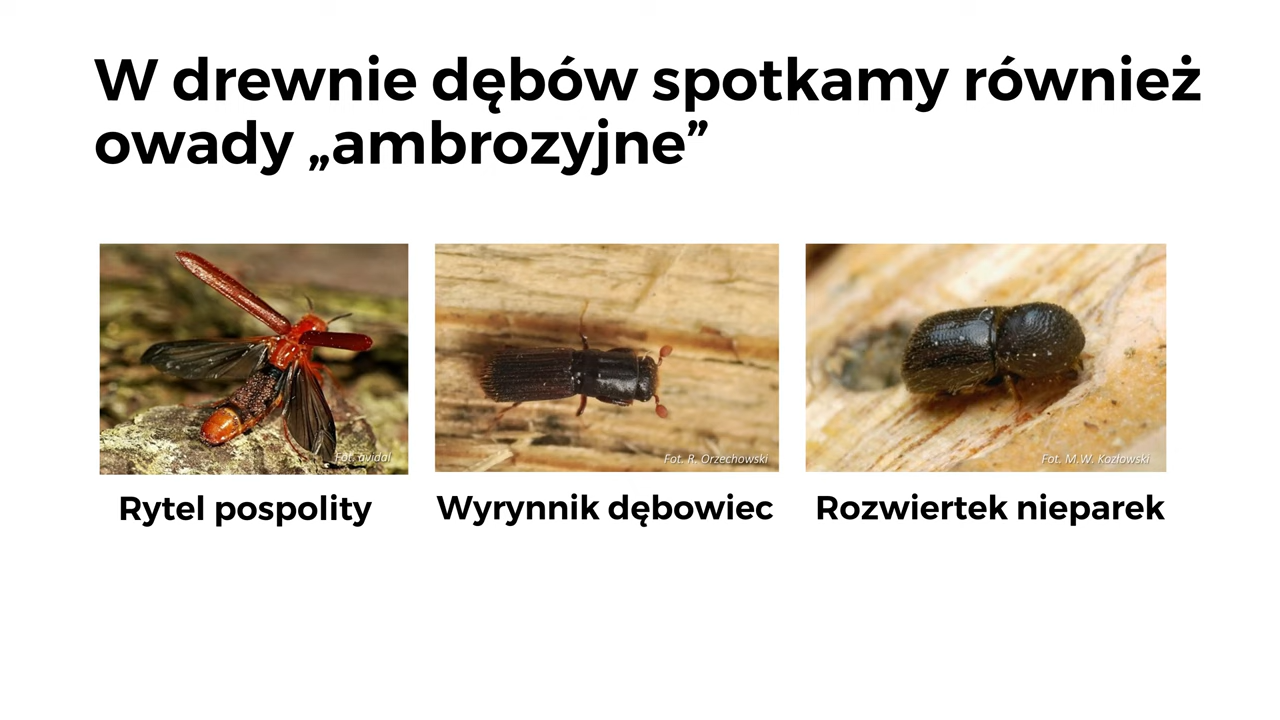 W drewnie dębów spotkamy również
owady „ambrozyjne”
Fot. avidal
Fot. R. Orzechowski
Fot. M.W. Kozłowski
Rytel pospolity
Wyrynnik dębowiec
Rozwiertek nieparek